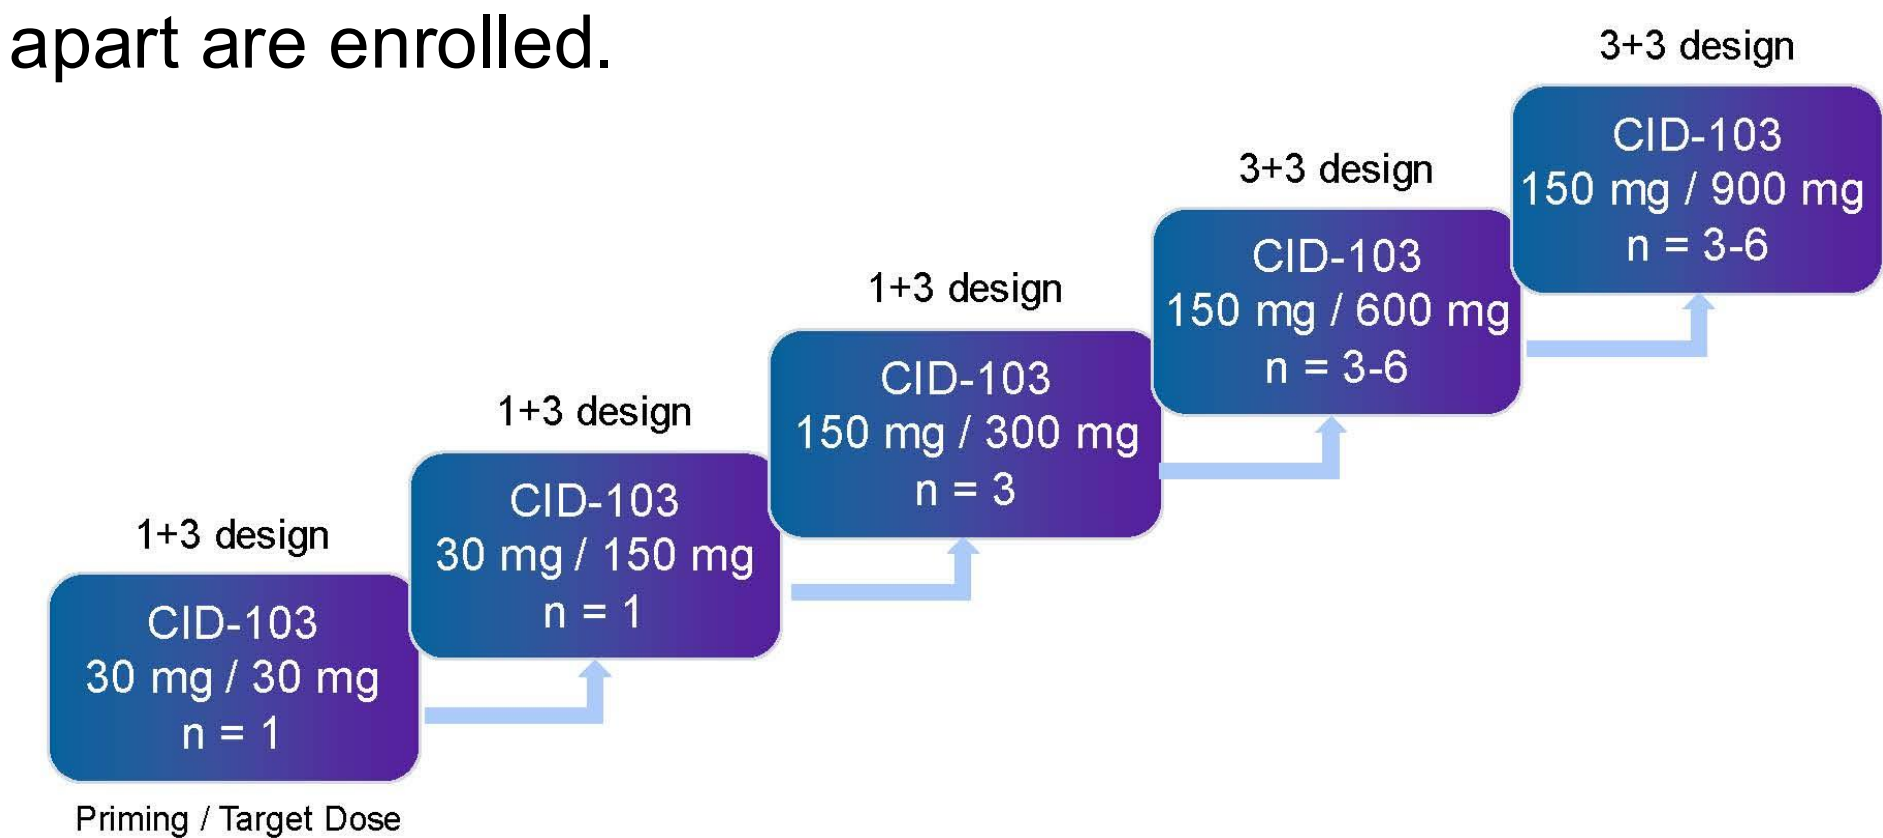 apart are enrolled.
3+3 design
CID-103
150 mg / 900 mg
n = 3-6
3+3 design
CID-103
150 mg / 600 mg
n = 3-6
1+3 design
CID-103
150 mg / 300 mg
n = 3
1+3 design
CID-103
30 mg / 150 mg
n = 1
1+3 design
CID-103
30 mg / 30 mg
n = 1
Priming / Target Dose